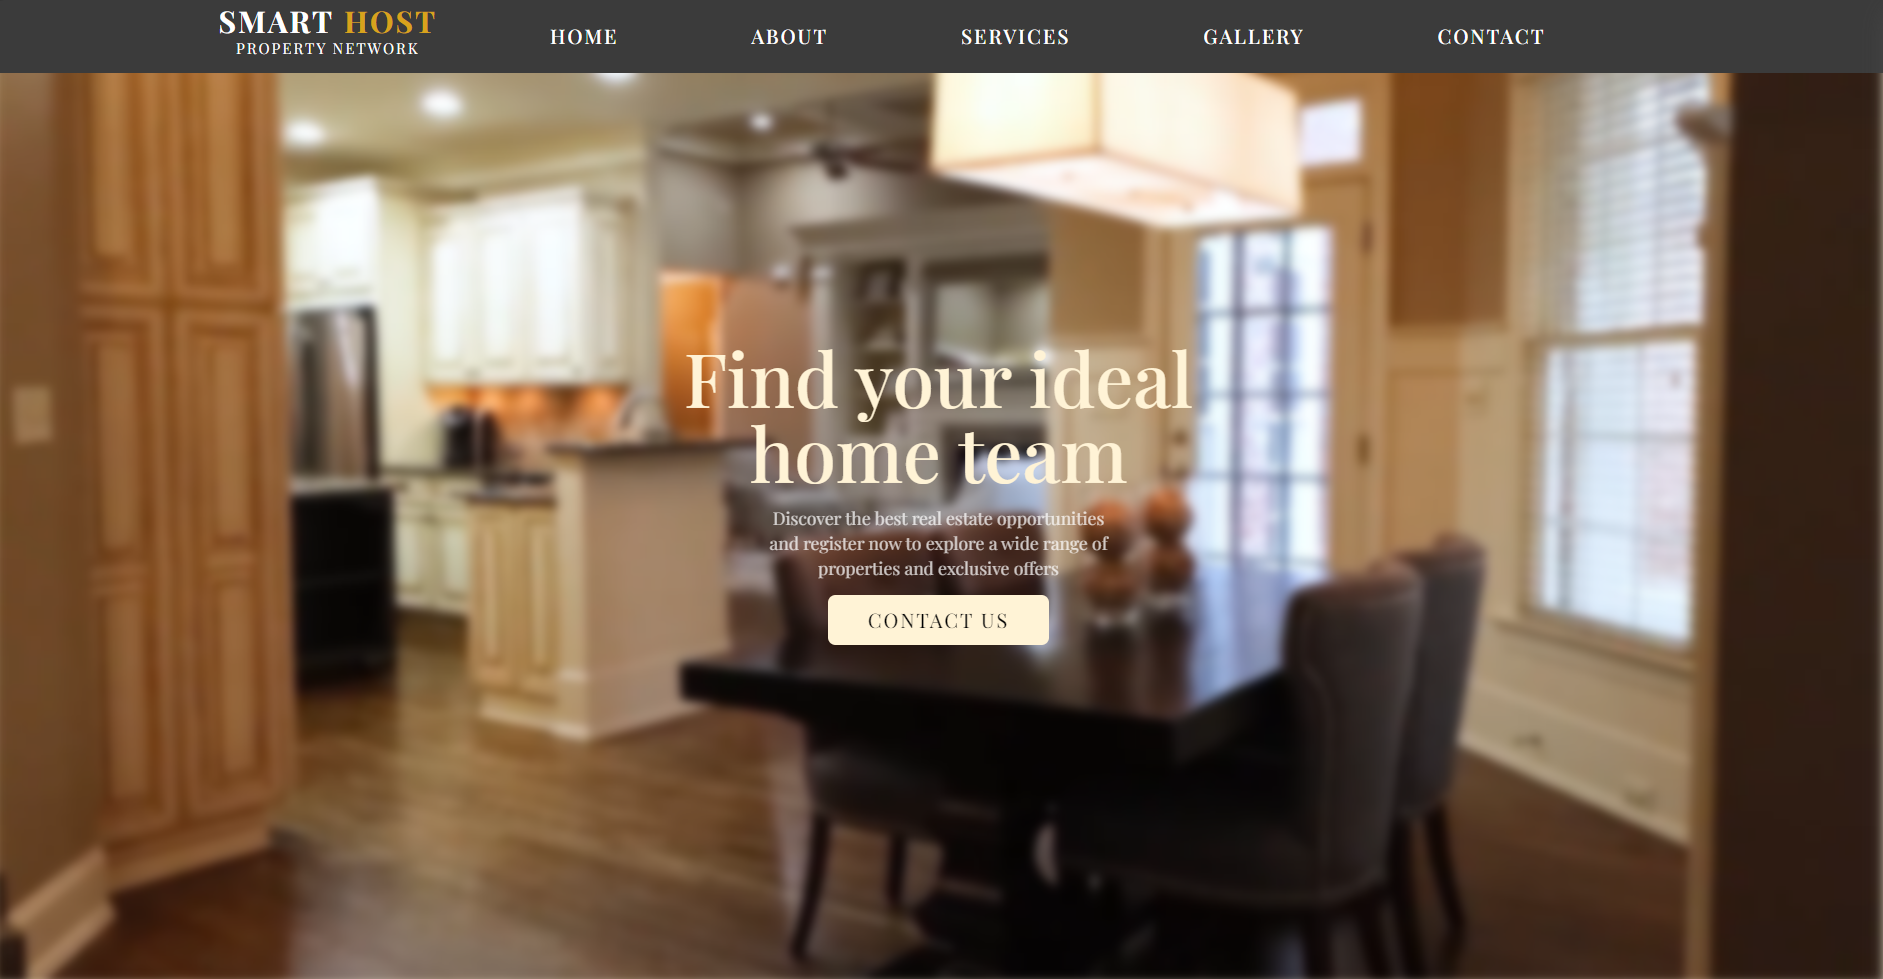 SMART HOST
PROPERTY NETWORK
HOME
ABOUT
SERVICES
GALLERY
CONTACT
Find your ideal
home team
Discover the best real estate opportunities
and register now to explore a wide range of
properties and exclusive offers
CONTACT US